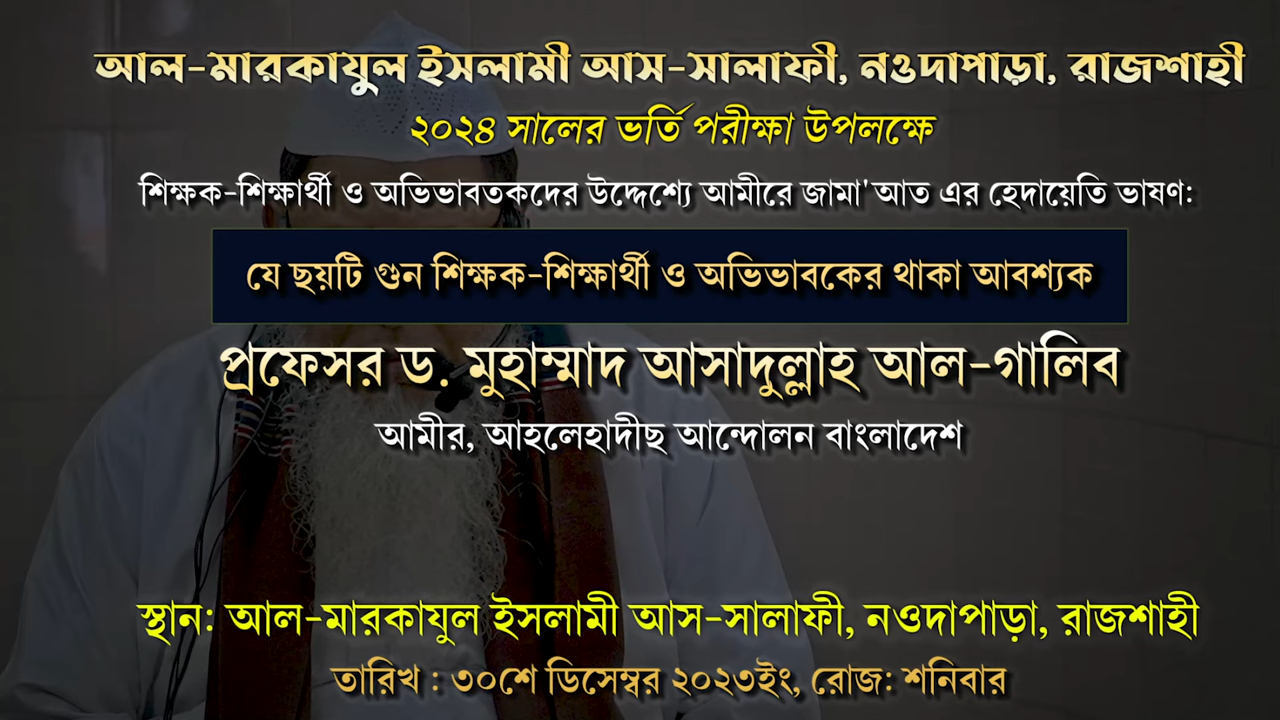 আল-মারকাযুল ইসলামী আস-সালাফী, নওদাপাড়া, রাজশাহী
২০২৪ সালের ভর্তি পরীক্ষা উপলক্ষে
শিক্ষক-শিক্ষার্থী ও অভিভাবতকদের উদ্দেশ্যে আমীরে জামা'আত এর হেদায়েতি ভাষণ:
যে ছয়টি গুন শিক্ষক-শিক্ষার্থী ও অভিভাবকের থাকা আবশ্যক
প্রফেসর ড. মুহাম্মাদ আসাদুল্লাহ আল-গালিব
আমীর, আহলেহাদীছ আন্দোলন বাংলাদেশ
স্থান: আল-মারকাযুল ইসলামী আস-সালাফী, নওদাপাড়া, রাজশাহী
তারিখ : ৩০শে ডিসেম্বর ২০২৩ইং, রোজ: শনিবার